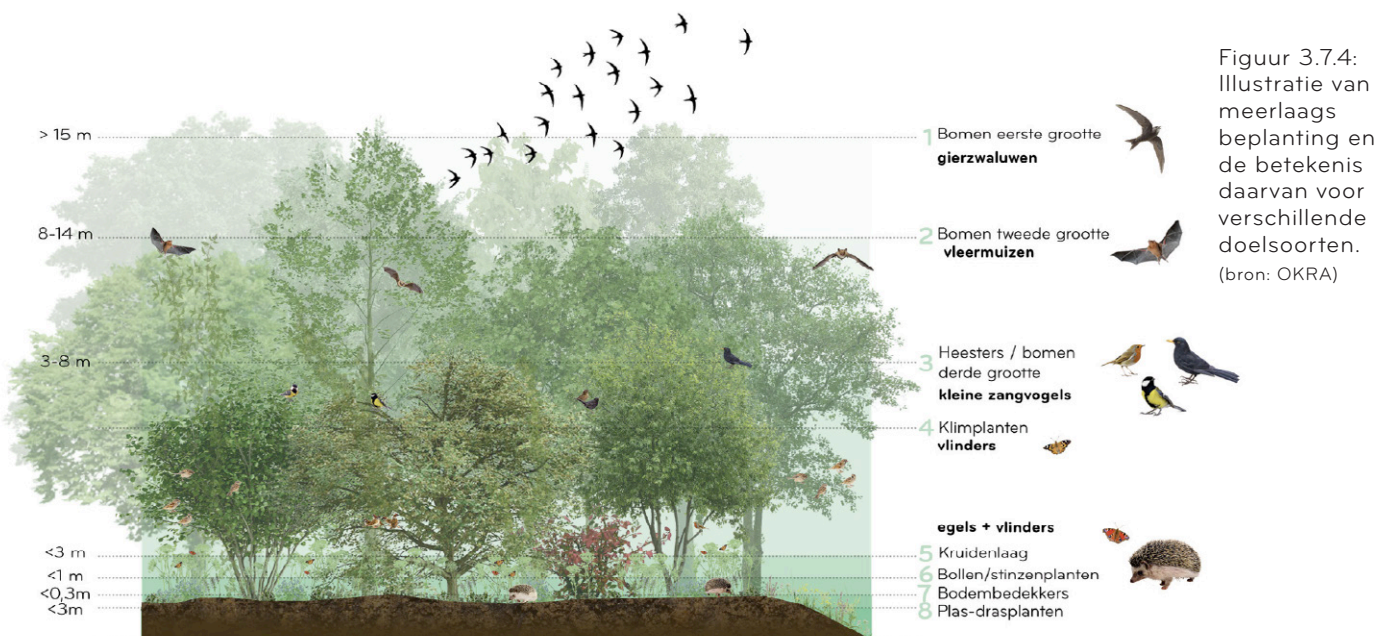 > 15 m
8-14 m
3-8 m
<3 m
<1 m
<0,3m
<3m
1 Bomen eerste grootte
gierzwaluwen
2 Bomen tweede grootte
vleermuizen
3 Heesters / bomen
derde grootte
kleine zangvogels
4 Klimplanten
vlinders
egels + vlinders
5 Kruidenlaag
6 Bollen/stinzenplanten
7 Bodembedekkers
8 Plas-drasplanten
Figuur 3.7.4:
Illustratie van
meerlaags
beplanting en
de betekenis
daarvan voor
verschillende
doelsoorten.
(bron: OKRA)